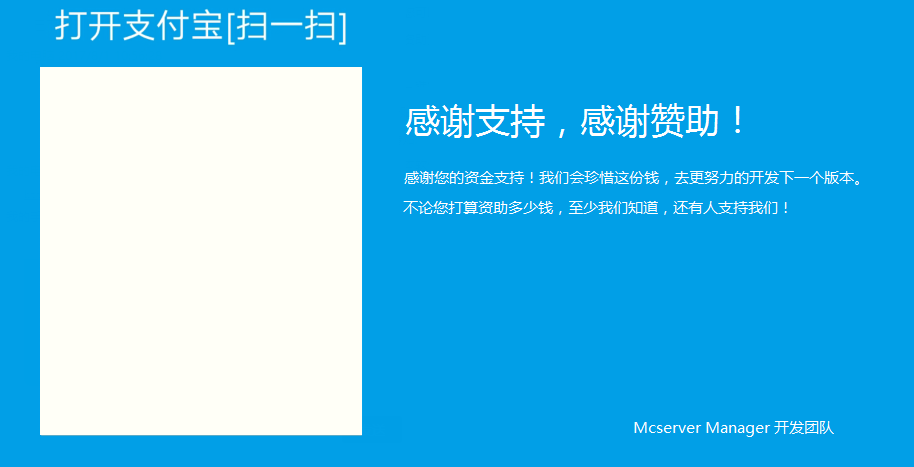 打开支付宝[扫一扫]
感谢支持，感谢赞助！
感谢您的资金支持！我们会珍惜这份钱，去更努力的开发下一个版本。
不论您打算资助多少钱，至少我们知道，还有人支持我们！
Mcserver Manager 开发团队